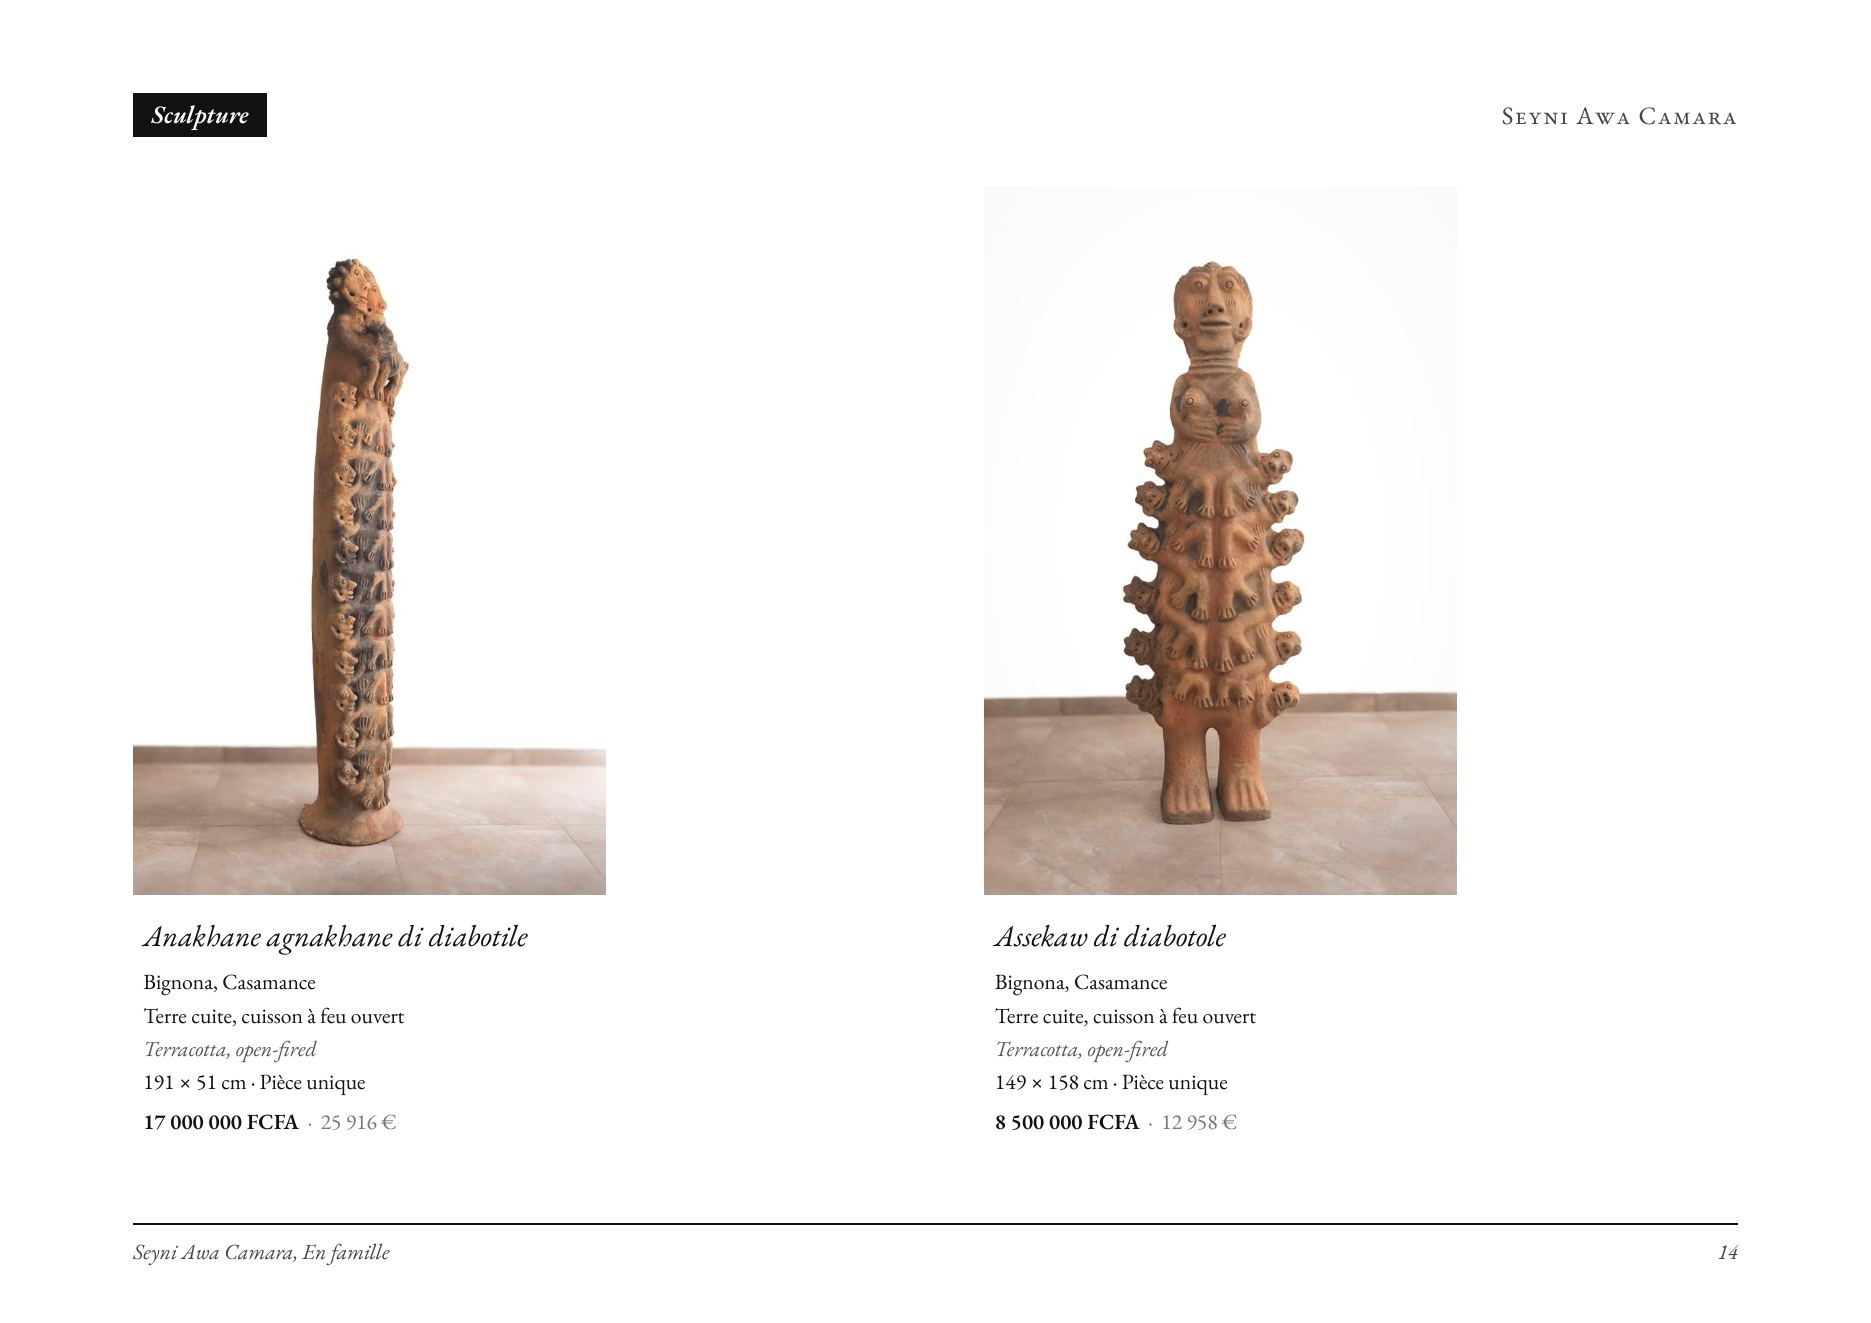 Sculpture
Seyni Awa Camara
Anakhane agnakhane di diabotile
Bignona, Casamance
Terre cuite, cuisson à feu ouvert
Terracotta, open-fired
191 × 51 cm · Pièce unique
17 000 000 FCFA · 25 916 €
Assekaw di diabotole
Bignona, Casamance
Terre cuite, cuisson à feu ouvert
Terracotta, open-fired
149 × 158 cm · Pièce unique
8 500 000 FCFA · 12 958 €
Seyni Awa Camara, En famille
14